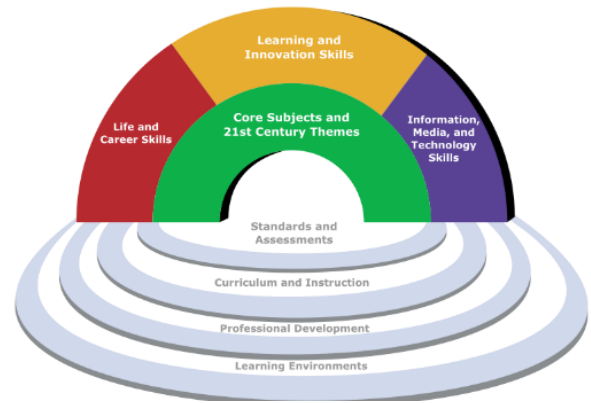 Learning and
Innovation Skills
Core Subjects and
21st Century Themes
Life and
Career Skills
Information,
Media, and
Technology
Skills
Standards and
Assessments
Curriculum and Instruction
Professional Development
Learning Environments